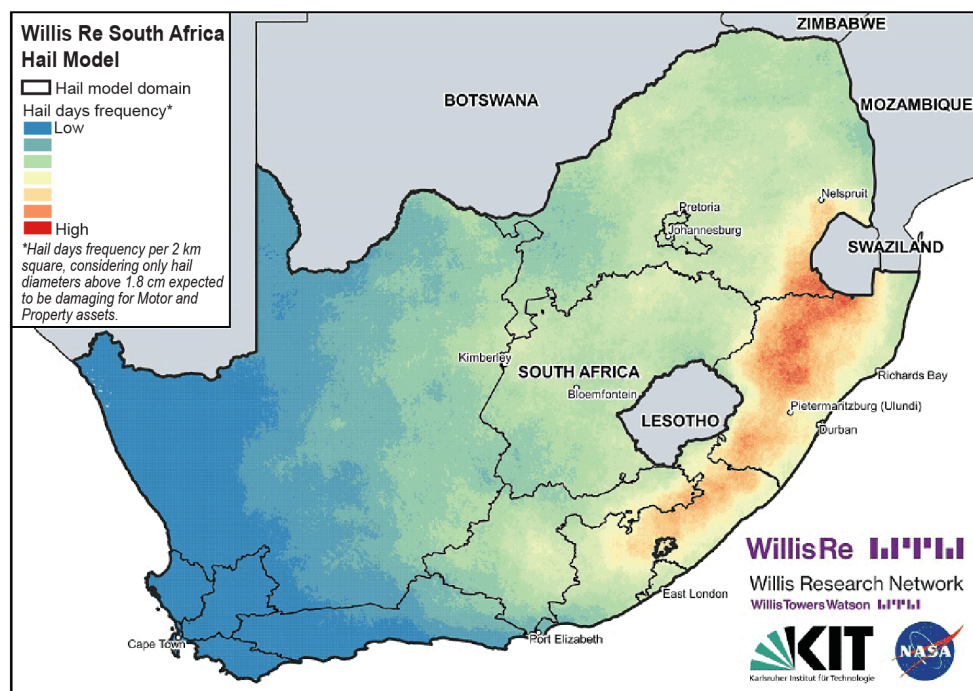 Willis Re South Africa
Hail Model
Hail model domain
Hail days frequency*
Low
High
*Hail days frequency per 2 km
square, considering only hail
diameters above 1.8 cm expected
to be damaging for Motor and
Property assets.
ZIMBABWE
BOTSWANA
MOZAMBIQUE
Nelspruit
Pretoria
Johannesburg
SWAZILAND
Kimberley
SOUTH AFRICA
Bloemfontein
Richards Bay
LESOTHO
Pietermaritzburg (Ulundi)
Durban
East London
Port Elizabeth
Cape Town
WillisRe
Willis Research Network
WillisTowersWatson
KIT
Karlsruher Institut für Technologie
NASA